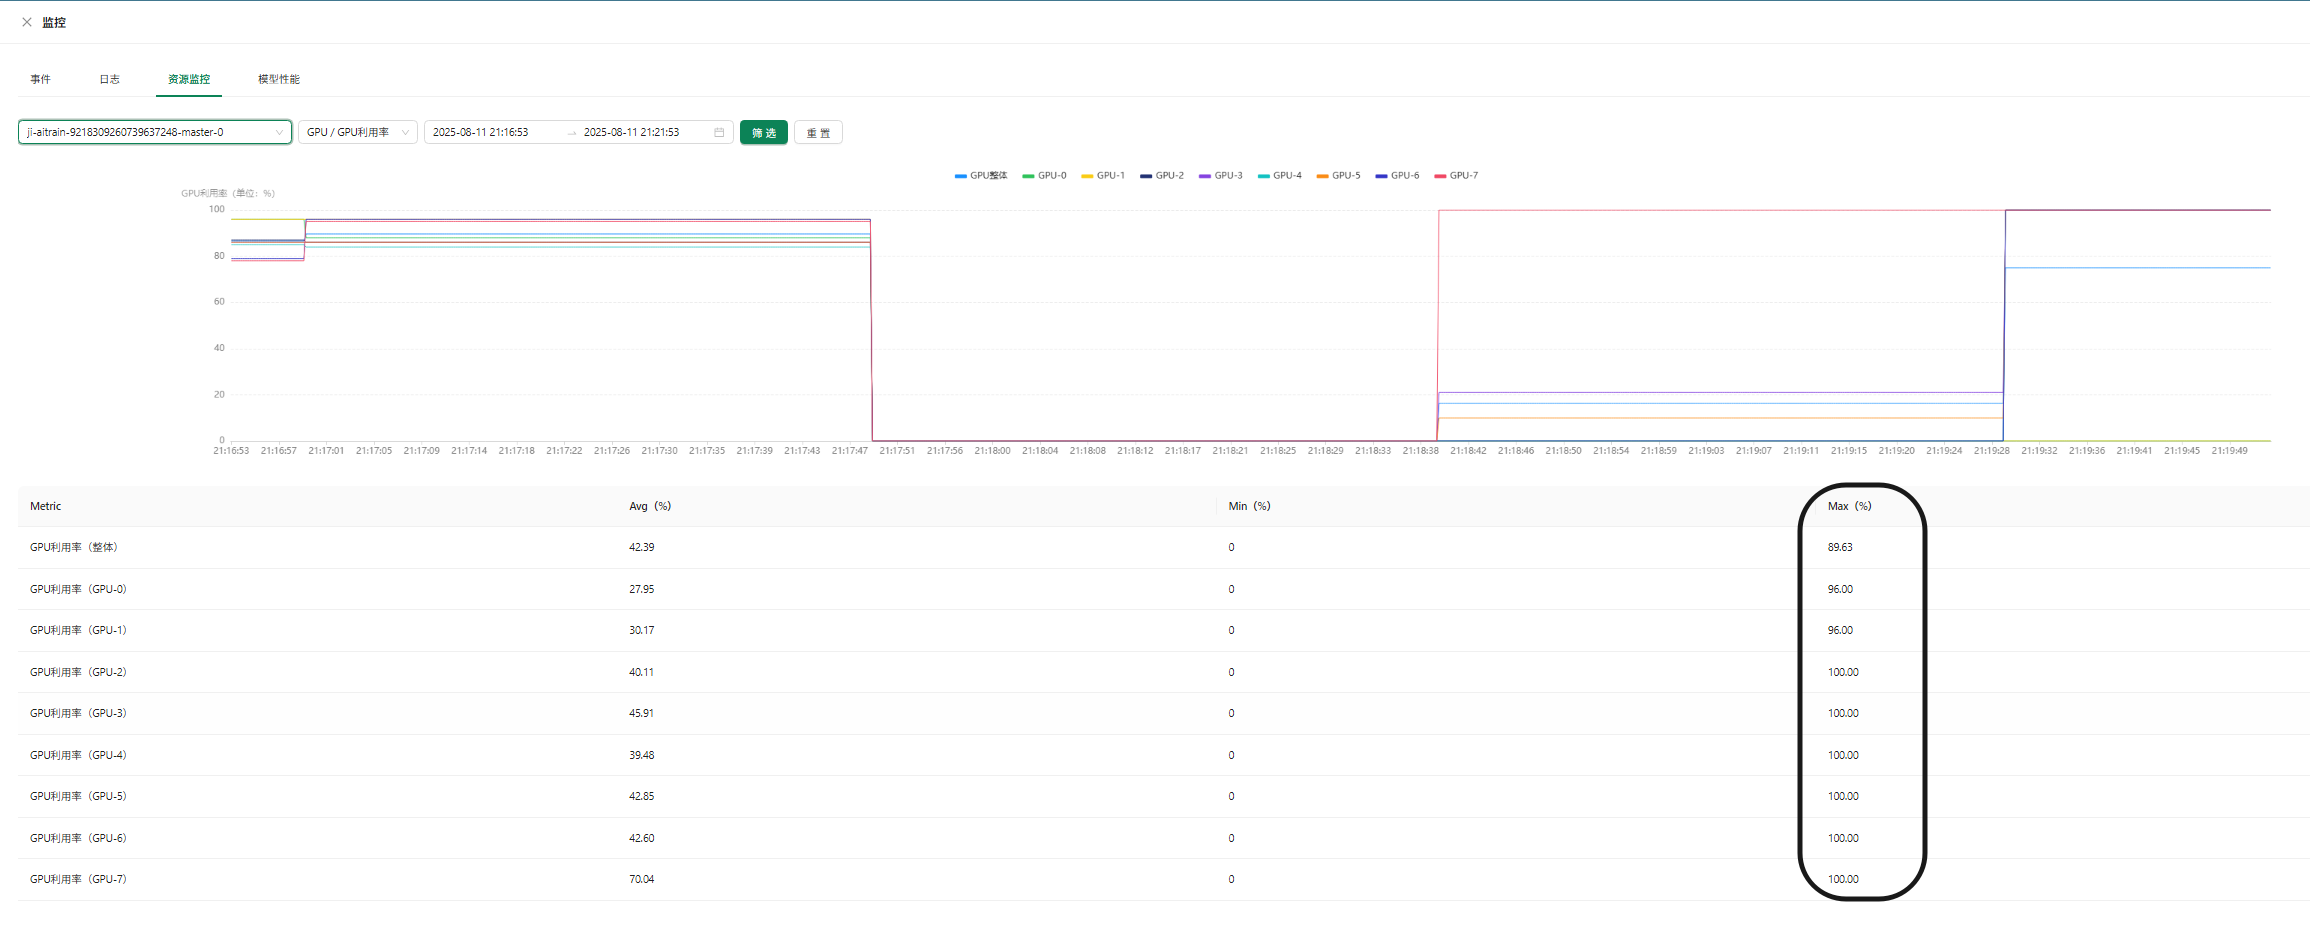 监控
事件 日志 资源监控 模型性能
ji-aitrain-9218309260739637248-master-0 GPU / GPU利用率 2025-08-11 21:16:53 → 2025-08-11 21:21:53 筛 选 重 置
GPU整体 GPU-0 GPU-1 GPU-2 GPU-3 GPU-4 GPU-5 GPU-6 GPU-7
GPU利用率（单位：%）
100
80
60
40
20
0
21:16:53 21:16:57 21:17:01 21:17:05 21:17:09 21:17:14 21:17:18 21:17:22 21:17:26 21:17:30 21:17:35 21:17:39 21:17:43 21:17:47 21:17:51 21:17:56 21:18:00 21:18:04 21:18:08 21:18:12 21:18:17 21:18:21 21:18:25 21:18:29 21:18:33 21:18:38 21:18:42 21:18:46 21:18:50 21:18:54 21:18:59 21:19:03 21:19:07 21:19:11 21:19:15 21:19:20 21:19:24 21:19:28 21:19:32 21:19:36 21:19:41 21:19:45 21:19:49
Metric Avg（%） Min（%） Max（%）
GPU利用率（整体） 42.39 0 89.63
GPU利用率（GPU-0） 27.95 0 96.00
GPU利用率（GPU-1） 30.17 0 96.00
GPU利用率（GPU-2） 40.11 0 100.00
GPU利用率（GPU-3） 45.91 0 100.00
GPU利用率（GPU-4） 39.48 0 100.00
GPU利用率（GPU-5） 42.85 0 100.00
GPU利用率（GPU-6） 42.60 0 100.00
GPU利用率（GPU-7） 70.04 0 100.00